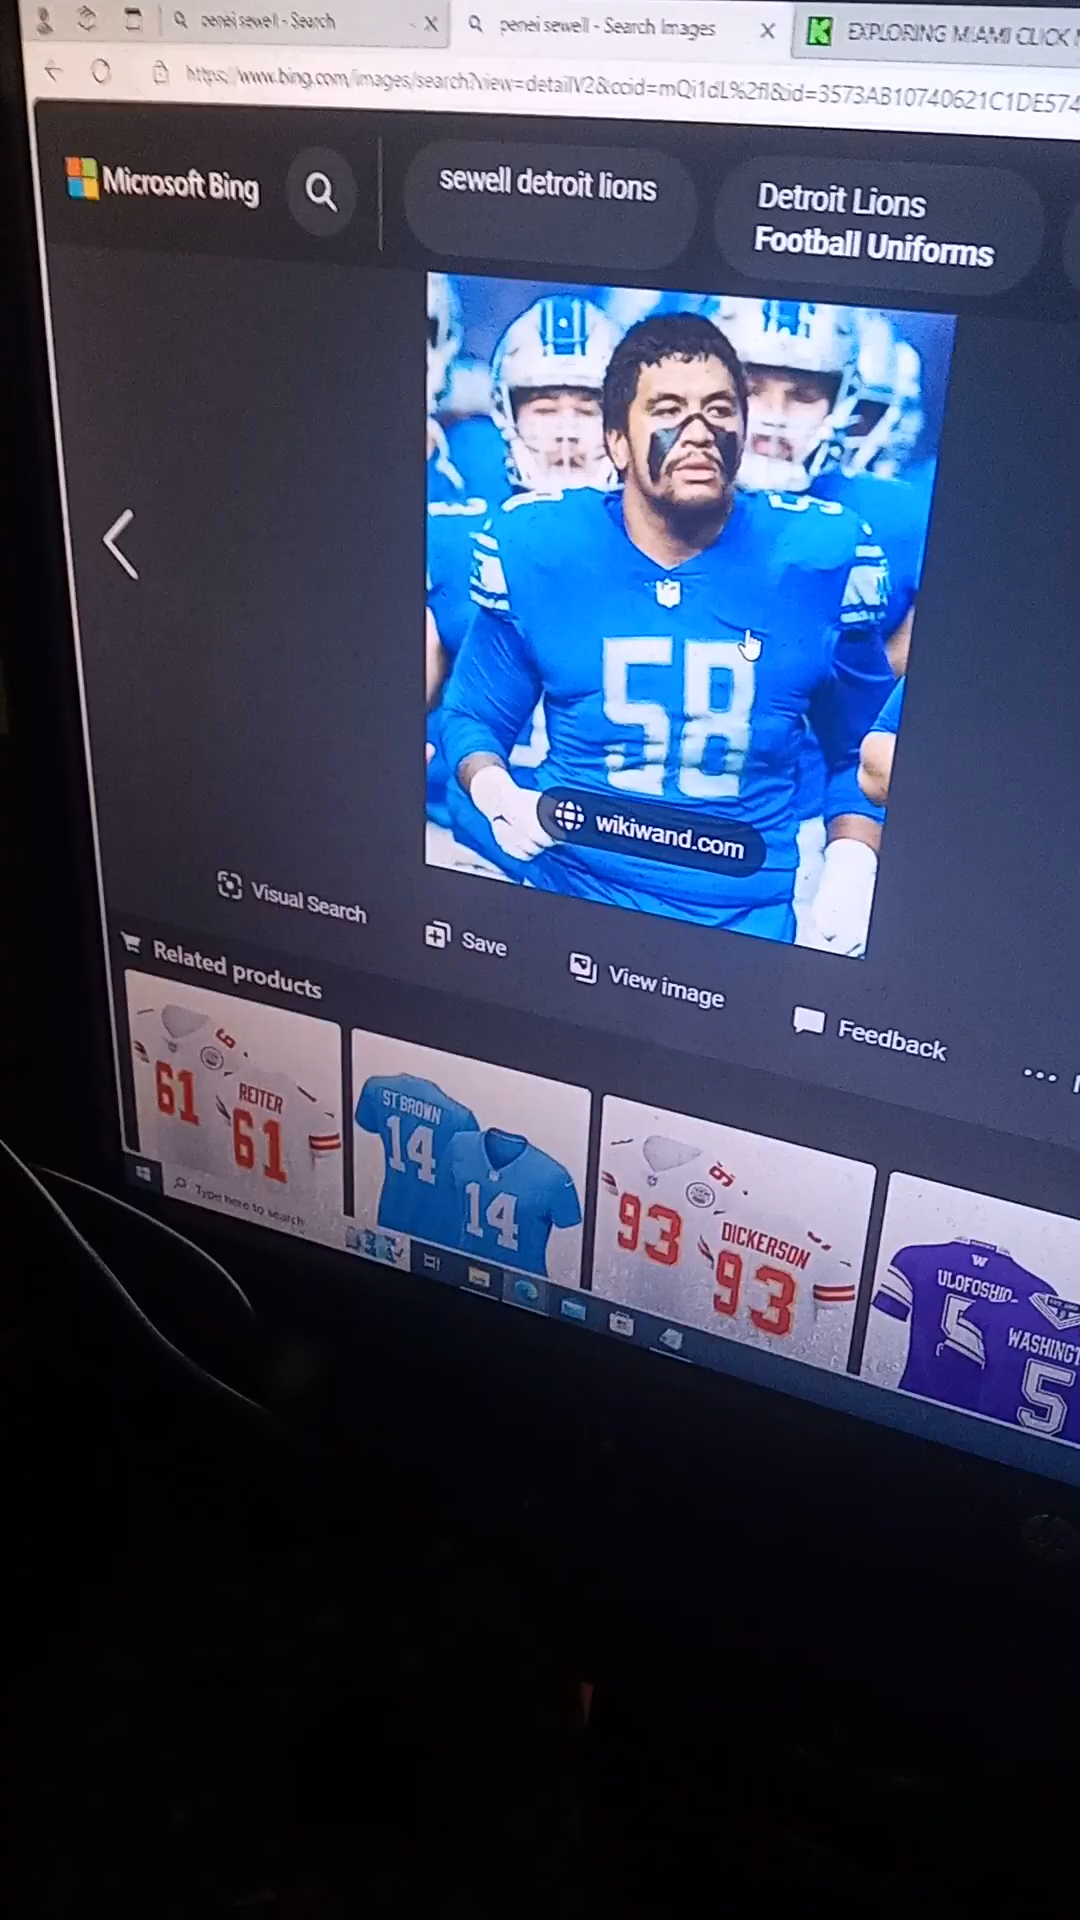 penei sewell - Search
penei sewell - Search Images
EXPLORING MIAMI CLICK
https://www.bing.com/images/search?view=detailV2&ccid=mQi1dL%2fl&id=3573AB10740621C1DE574
Microsoft Bing
sewell detroit lions
Detroit Lions
Football Uniforms
58
wikiwand.com
Visual Search
Save
View image
Feedback
Related products
61
REITER
61
ST BROWN
14
14
93
DICKERSON
93
W
ULOFOSHIO
WASHINGT
5
Type here to search